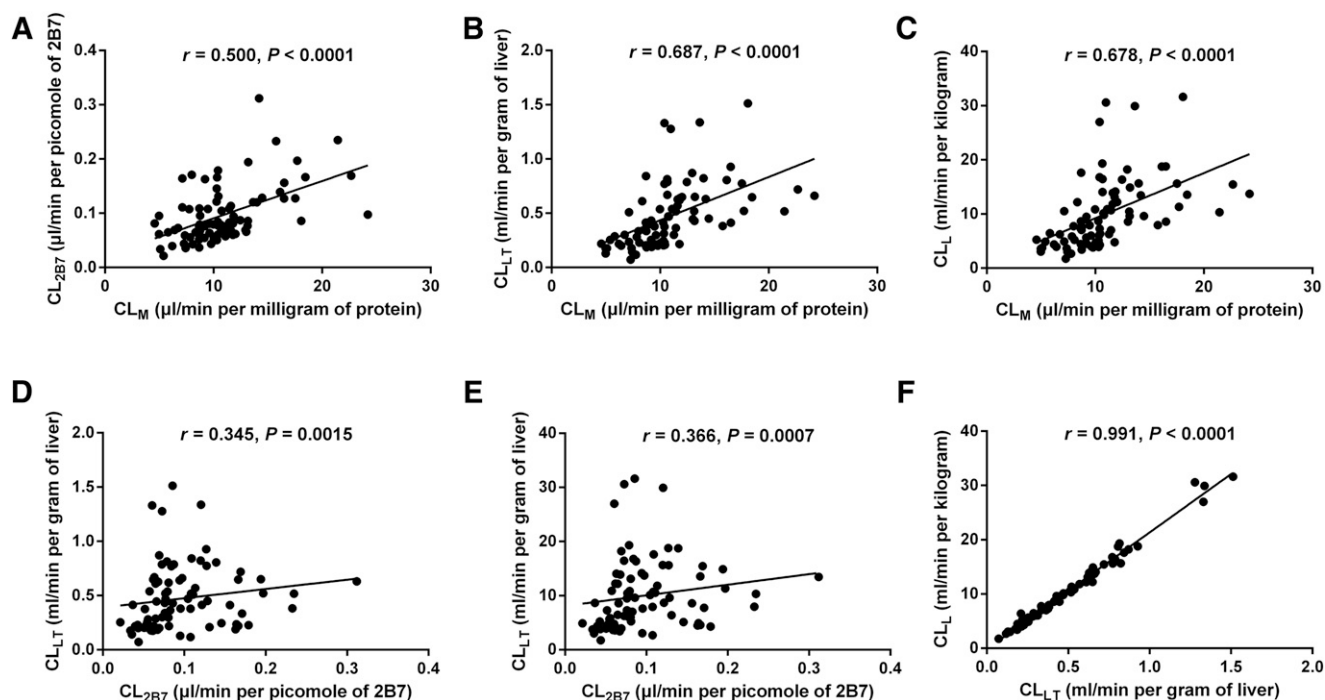 A
r = 0.500, P < 0.0001
CL2B7 (µl/min per picomole of 2B7)
0.4
0.3
0.2
0.1
0.0
0
10
20
30
CLM (µl/min per milligram of protein)
B
r = 0.687, P < 0.0001
CLLT (ml/min per gram of liver)
2.0
1.5
1.0
0.5
0.0
0
10
20
30
CLM (µl/min per milligram of protein)
C
r = 0.678, P < 0.0001
CLL (ml/min per kilogram)
40
30
20
10
0
0
10
20
30
CLM (µl/min per milligram of protein)
D
r = 0.345, P = 0.0015
CLLT (ml/min per gram of liver)
2.0
1.5
1.0
0.5
0.0
0.0
0.1
0.2
0.3
0.4
CL2B7 (µl/min per picomole of 2B7)
E
r = 0.366, P = 0.0007
CLLT (ml/min per gram of liver)
40
30
20
10
0
0.0
0.1
0.2
0.3
0.4
CL2B7 (µl/min per picomole of 2B7)
F
r = 0.991, P < 0.0001
CLL (ml/min per kilogram)
40
30
20
10
0
0.0
0.5
1.0
1.5
2.0
CLLT (ml/min per gram of liver)